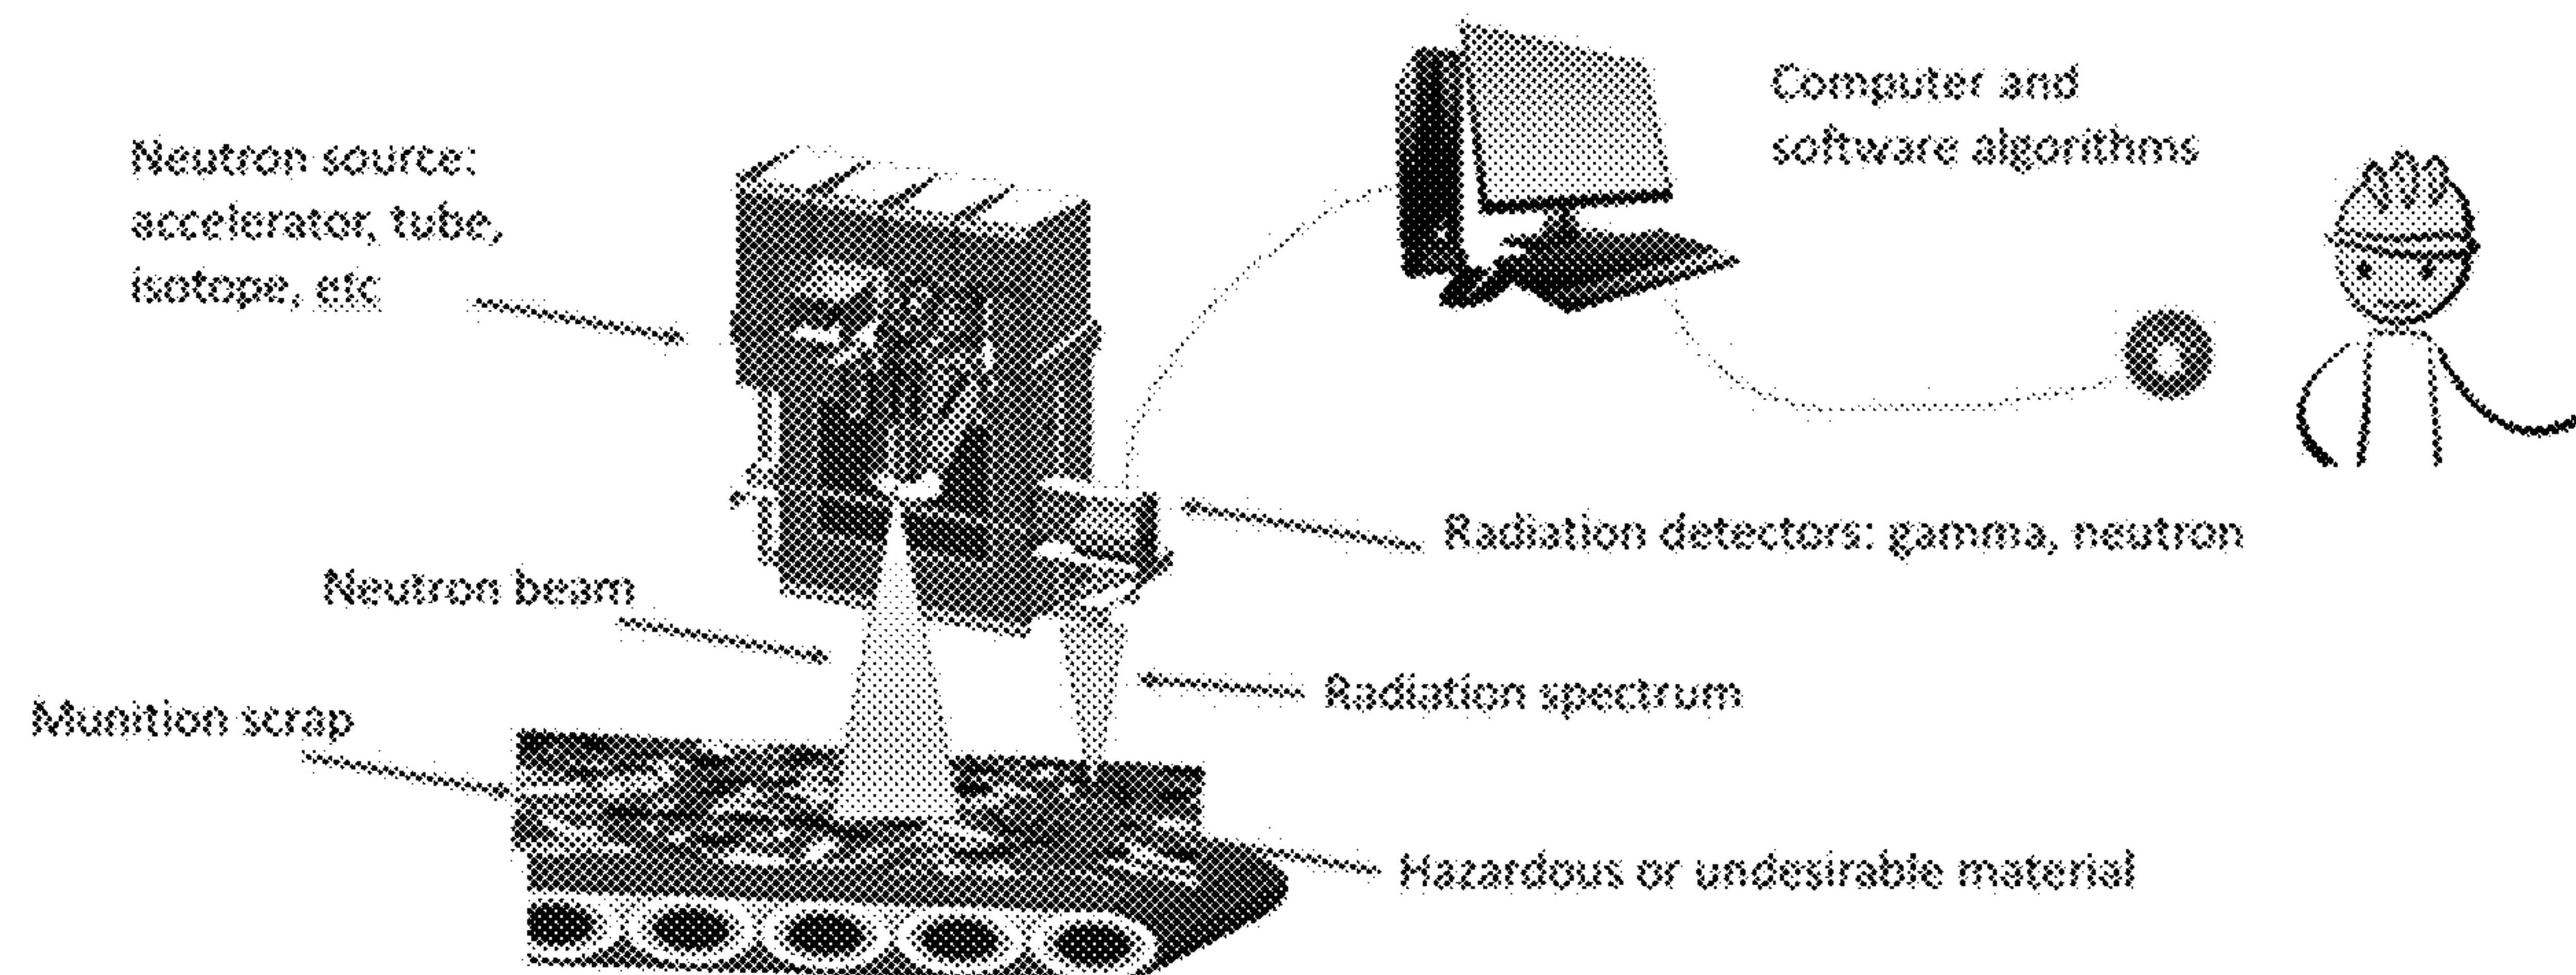 Computer and
software algorithms
Neutron source:
accelerator, tube,
isotope, etc
Radiation detectors: gamma, neutron
Neutron beam
Radiation spectrum
Munition scrap
Hazardous or undesirable material